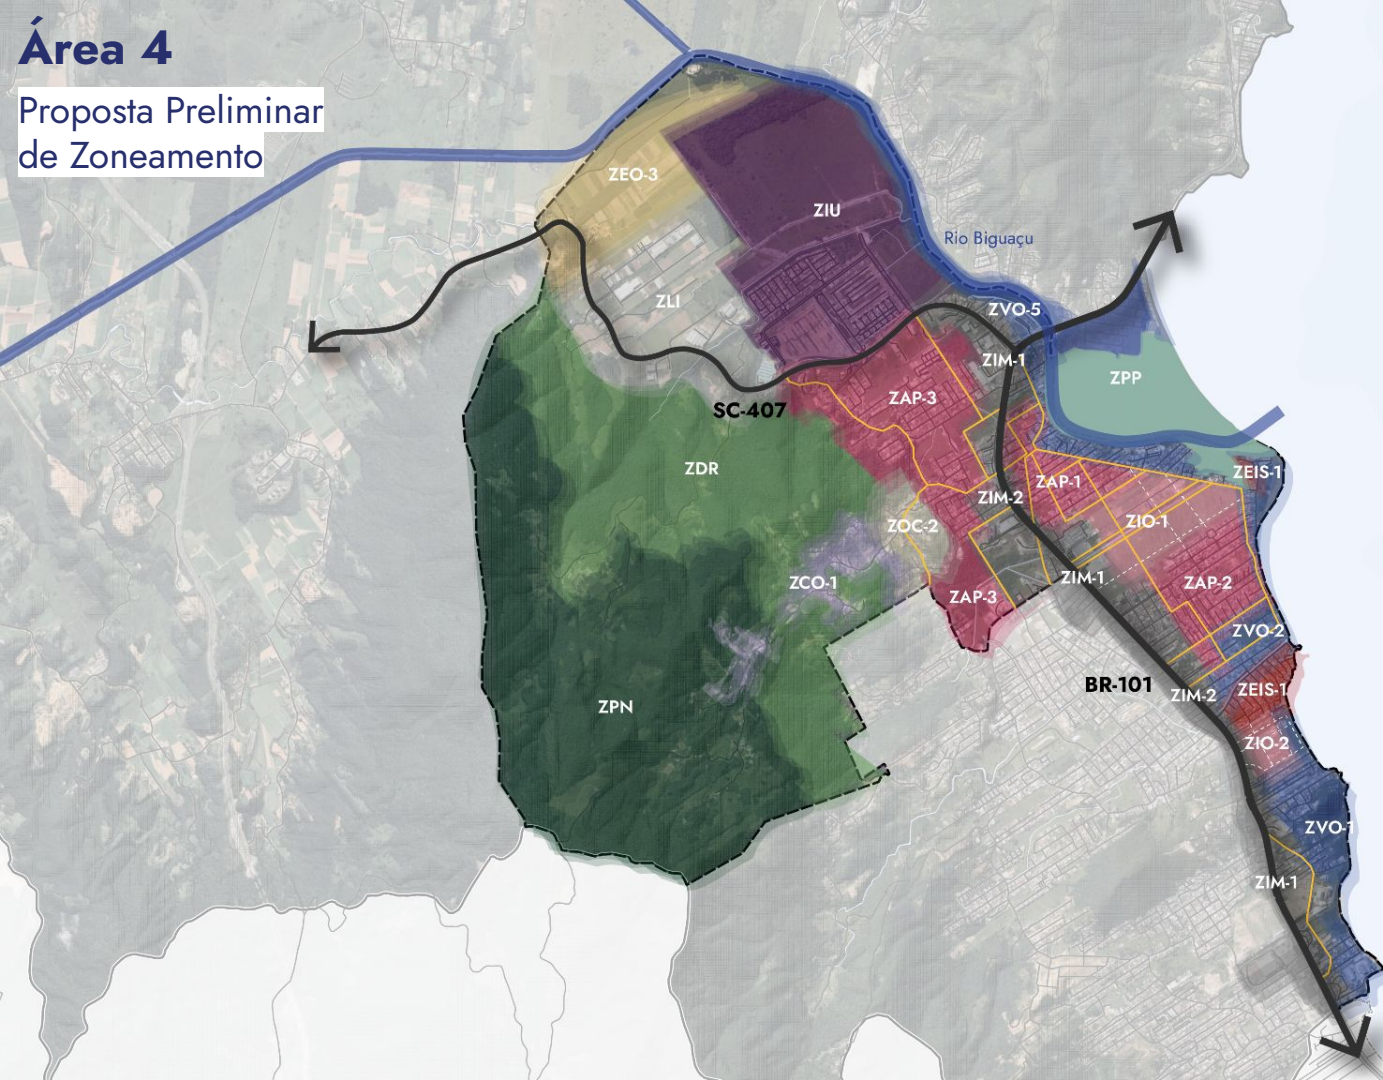 Área 4
Proposta Preliminar
de Zoneamento
ZEO-3
ZIU
Rio Biguaçu
ZLI
ZVO-5
ZIM-1
ZPP
ZAP-3
SC-407
ZDR
ZEIS-1
ZAP-1
ZIM-2
ZIO-1
ZOC-2
ZCO-1
ZIM-1
ZAP-2
ZAP-3
ZVO-2
BR-101
ZEIS-1
ZIM-2
ZPN
ZIO-2
ZVO-1
ZIM-1